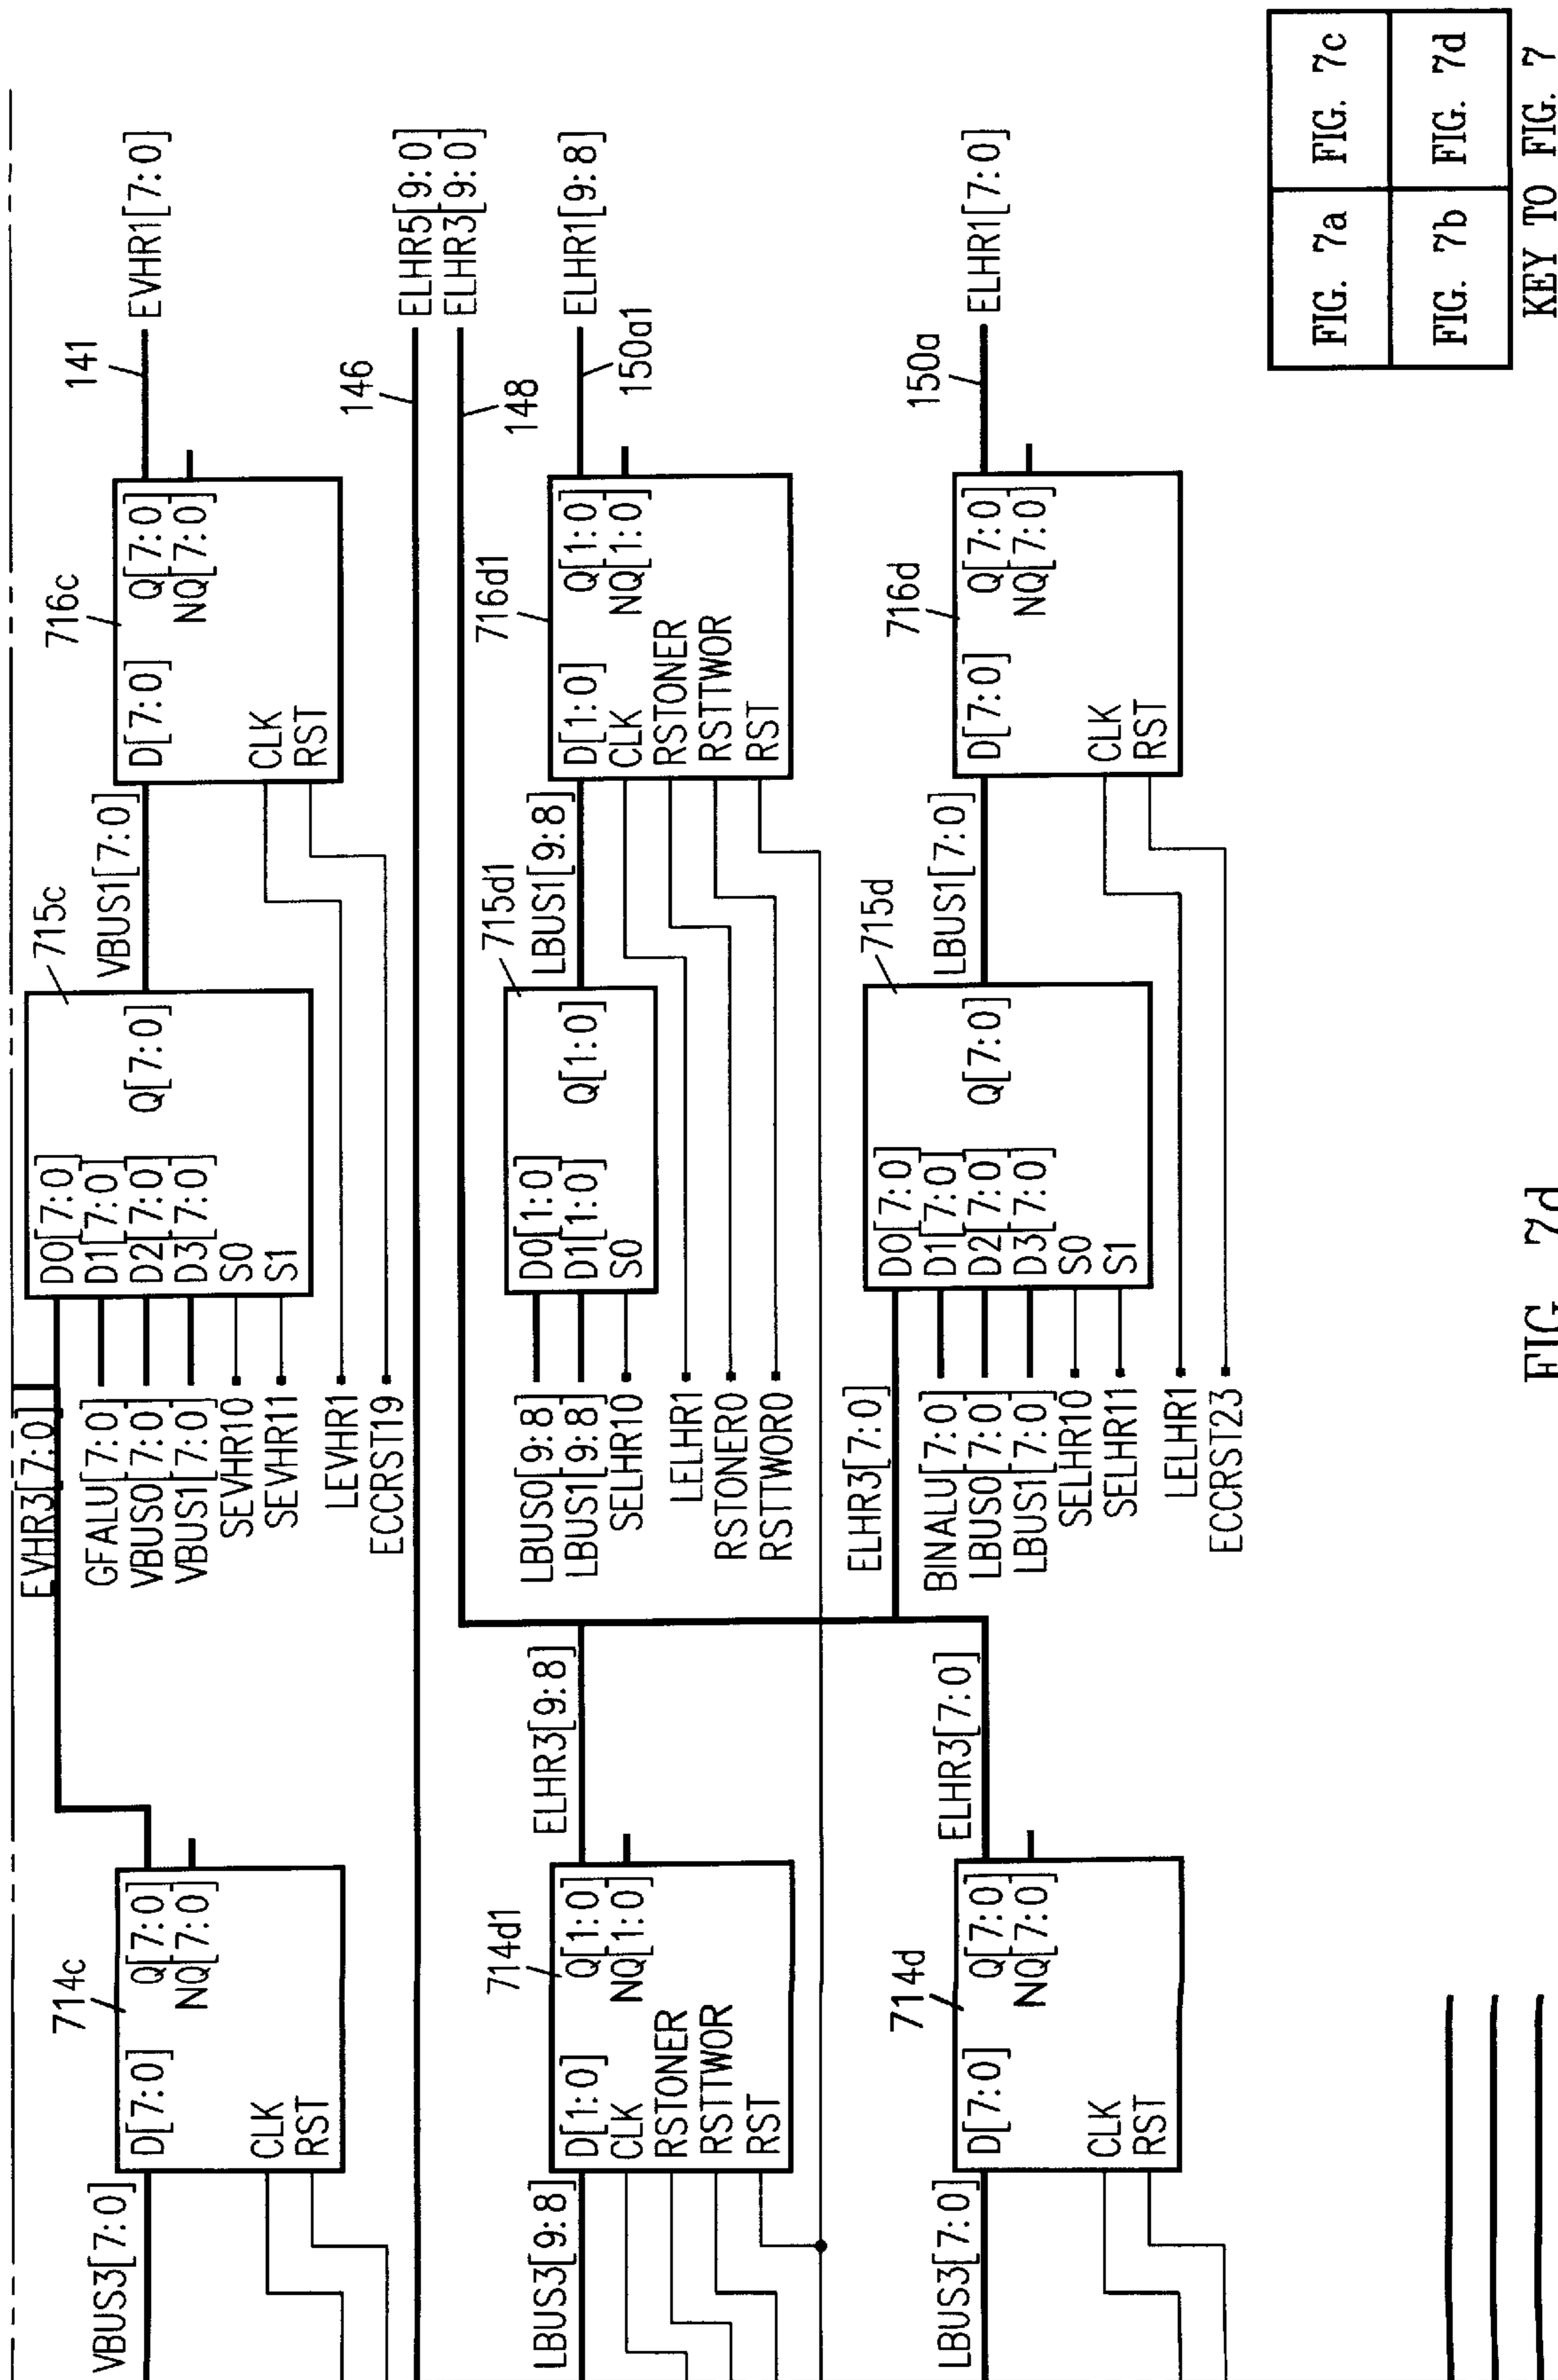 VBUS3[7:0]
714c
D[7:0]
Q[7:0]
NQ[7:0]
CLK
RST
EVHR3[7:0]
GFALU[7:0]
VBUS0[7:0]
VBUS1[7:0]
SEVHR10
SEVHR11
LEVHR1
ECCRST19
715c
D0[7:0]
D1[7:0]
D2[7:0]
D3[7:0]
S0
S1
Q[7:0]
VBUS1[7:0]
716c
D[7:0]
Q[7:0]
NQ[7:0]
CLK
RST
141
EVHR1[7:0]
146
ELHR5[9:0]
148
ELHR3[9:0]
LBUS3[9:8]
714d1
D[1:0]
Q[1:0]
NQ[1:0]
CLK
RSTONER
RSTTWOR
RST
ELHR3[9:8]
LBUS0[9:8]
LBUS1[9:8]
SELHR10
LELHR1
RSTONER0
RSTTWOR0
715d1
D0[1:0]
D1[1:0]
S0
Q[1:0]
LBUS1[9:8]
716d1
D[1:0]
Q[1:0]
NQ[1:0]
CLK
RSTONER
RSTTWOR
RST
150a1
ELHR1[9:8]
LBUS3[7:0]
714d
D[7:0]
Q[7:0]
NQ[7:0]
CLK
RST
ELHR3[7:0]
ELHR3[7:0]
BINALU[7:0]
LBUS0[7:0]
LBUS1[7:0]
SELHR10
SELHR11
LELHR1
ECCRST23
715d
D0[7:0]
D1[7:0]
D2[7:0]
D3[7:0]
S0
S1
Q[7:0]
LBUS1[7:0]
716d
D[7:0]
Q[7:0]
NQ[7:0]
CLK
RST
150a
ELHR1[7:0]
FIG. 7a FIG. 7c
FIG. 7b FIG. 7d
KEY TO FIG. 7
FIG. 7d